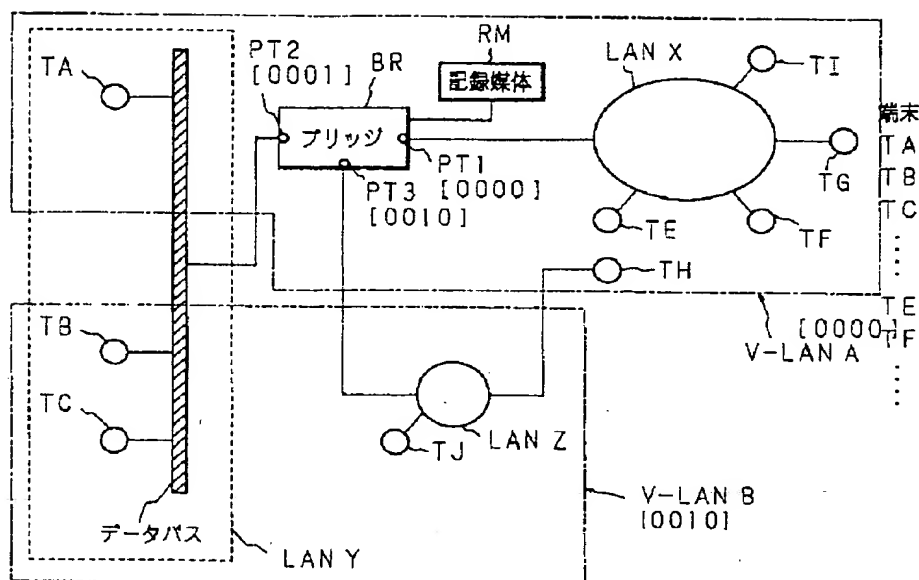 TA
PT2
[0001]
BR
RM
記録媒体
LAN X
TI
ブリッジ
PT1
[0000]
PT3
[0010]
TG
TE
TF
TH
端末
TA
TB
TC
TE
TF
[0000]
V-LAN A
TB
TC
TJ
LAN Z
データバス
LAN Y
V-LAN B
[0010]